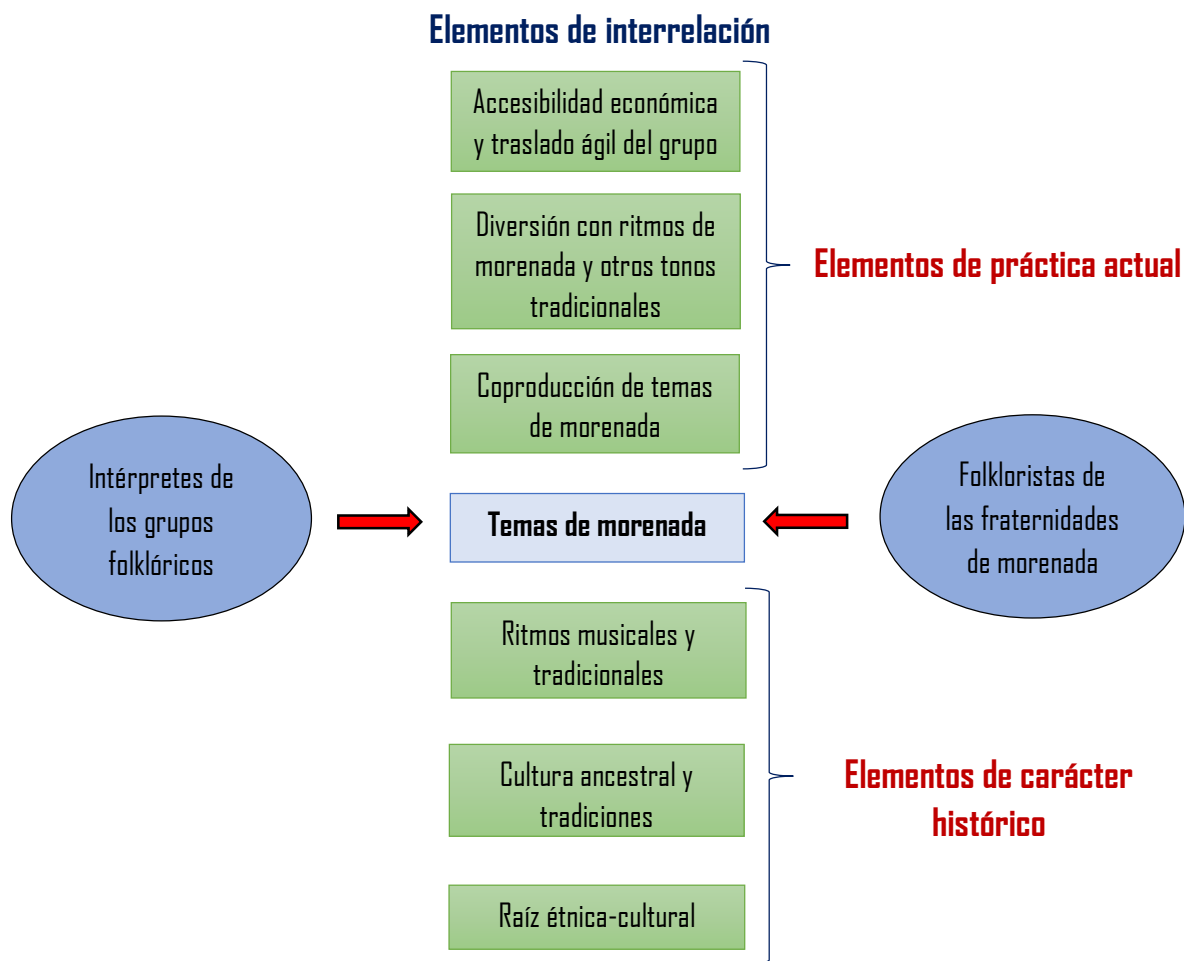 Elementos de interrelación
Accesibilidad económica
y traslado ágil del grupo
Diversión con ritmos de
morenada y otros tonos
tradicionales
Elementos de práctica actual
Coproducción de temas
de morenada
Intérpretes de
los grupos
folklóricos
Temas de morenada
Folkloristas de
las fraternidades
de morenada
Ritmos musicales y
tradicionales
Cultura ancestral y
tradiciones
Elementos de carácter
histórico
Raíz étnica-cultural